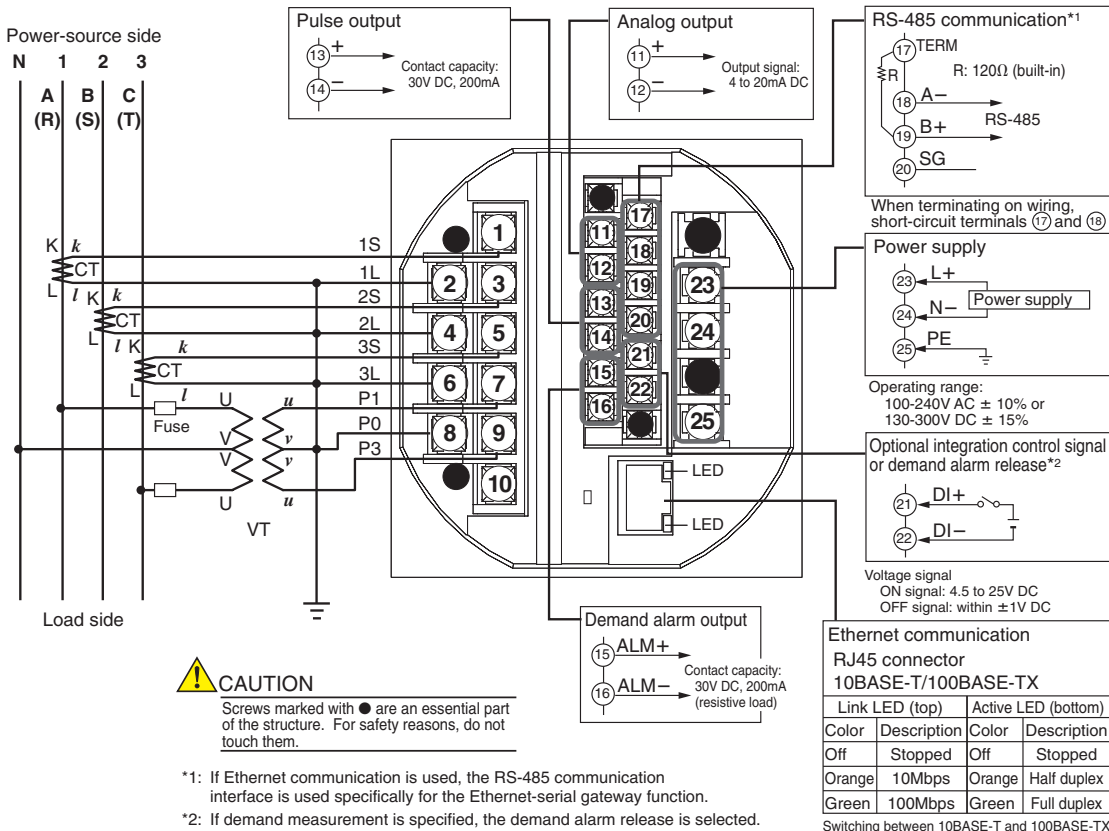 Power-source side
N 1 2 3
A B C
(R) (S) (T)
Pulse output
13 +
14 −
Contact capacity:
30V DC, 200mA
Analog output
11 +
12 −
Output signal:
4 to 20mA DC
RS-485 communication*1
17 TERM
R
R: 120Ω (built-in)
18 A−
RS-485
19 B+
20 SG
When terminating on wiring,
short-circuit terminals ⑰ and ⑱
Power supply
23 L+
24 N−
Power supply
25 PE
Operating range:
100-240V AC ± 10% or
130-300V DC ± 15%
Optional integration control signal
or demand alarm release*2
21 DI+
22 DI−
Voltage signal
ON signal: 4.5 to 25V DC
OFF signal: within ±1V DC
K k
CT
L l
K k
CT
L l
K k
CT
L l
Fuse
U u
V v
V v
U u
VT
1S
1L
2S
2L
3S
3L
P1
P0
P3
1
2 3
4 5
6 7
8 9
10
11
12
13
14
15
16
17
18
19
20
21
22
23
24
25
LED
LED
Load side
Demand alarm output
15 ALM+
16 ALM−
Contact capacity:
30V DC, 200mA
(resistive load)
Ethernet communication
RJ45 connector
10BASE-T/100BASE-TX
Link LED (top) Active LED (bottom)
Color Description Color Description
Off Stopped Off Stopped
Orange 10Mbps Orange Half duplex
Green 100Mbps Green Full duplex
Switching between 10BASE-T and 100BASE-TX
! CAUTION
Screws marked with ● are an essential part
of the structure. For safety reasons, do not
touch them.
*1: If Ethernet communication is used, the RS-485 communication
interface is used specifically for the Ethernet-serial gateway function.
*2: If demand measurement is specified, the demand alarm release is selected.